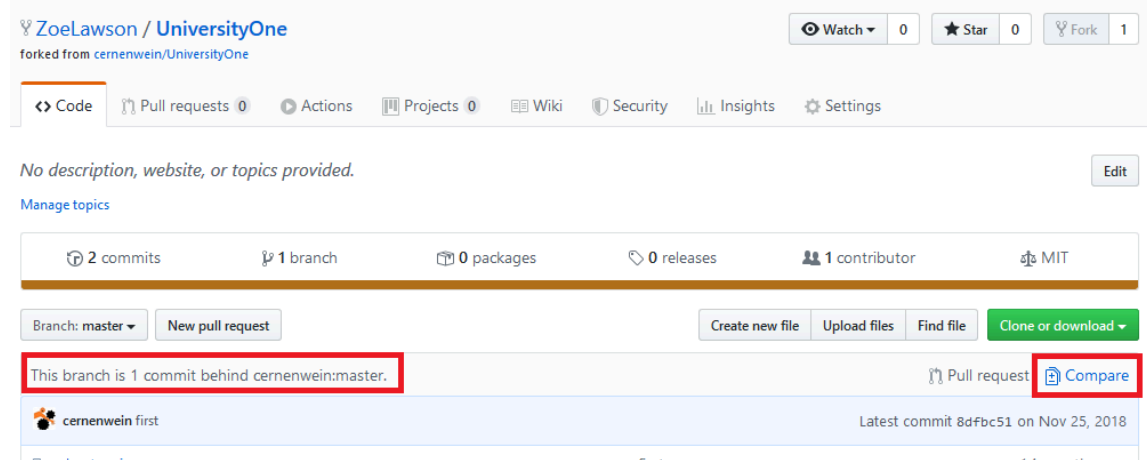 ZoeLawson / UniversityOne
Watch 0 Star 0 Fork 1
forked from cernenwein/UniversityOne
Code Pull requests 0 Actions Projects 0 Wiki Security Insights Settings
No description, website, or topics provided. Edit
Manage topics
2 commits 1 branch 0 packages 0 releases 1 contributor MIT
Branch: master New pull request Create new file Upload files Find file Clone or download
This branch is 1 commit behind cernenwein:master. Pull request Compare
cernenwein first Latest commit 8dfbc51 on Nov 25, 2018